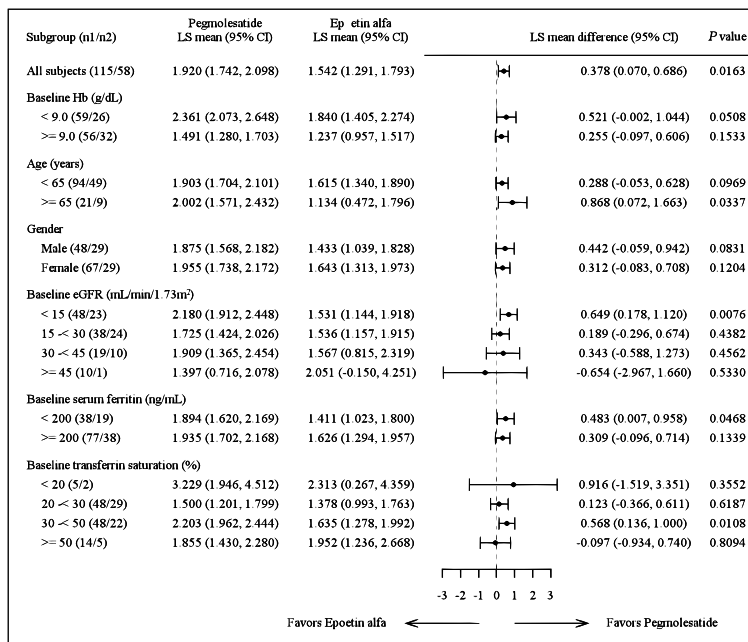 Subgroup (n1/n2) Pegmolesatide LS mean (95% CI) Ep etin alfa LS mean (95% CI) LS mean difference (95% CI) P value
All subjects (115/58) 1.920 (1.742, 2.098) 1.542 (1.291, 1.793) 0.378 (0.070, 0.686) 0.0163
Baseline Hb (g/dL)
< 9.0 (59/26) 2.361 (2.073, 2.648) 1.840 (1.405, 2.274) 0.521 (-0.002, 1.044) 0.0508
>= 9.0 (56/32) 1.491 (1.280, 1.703) 1.237 (0.957, 1.517) 0.255 (-0.097, 0.606) 0.1533
Age (years)
< 65 (94/49) 1.903 (1.704, 2.101) 1.615 (1.340, 1.890) 0.288 (-0.053, 0.628) 0.0969
>= 65 (21/9) 2.002 (1.571, 2.432) 1.134 (0.472, 1.796) 0.868 (0.072, 1.663) 0.0337
Gender
Male (48/29) 1.875 (1.568, 2.182) 1.433 (1.039, 1.828) 0.442 (-0.059, 0.942) 0.0831
Female (67/29) 1.955 (1.738, 2.172) 1.643 (1.313, 1.973) 0.312 (-0.083, 0.708) 0.1204
Baseline eGFR (mL/min/1.73m²)
< 15 (48/23) 2.180 (1.912, 2.448) 1.531 (1.144, 1.918) 0.649 (0.178, 1.120) 0.0076
15 -< 30 (38/24) 1.725 (1.424, 2.026) 1.536 (1.157, 1.915) 0.189 (-0.296, 0.674) 0.4382
30 -< 45 (19/10) 1.909 (1.365, 2.454) 1.567 (0.815, 2.319) 0.343 (-0.588, 1.273) 0.4562
>= 45 (10/1) 1.397 (0.716, 2.078) 2.051 (-0.150, 4.251) -0.654 (-2.967, 1.660) 0.5330
Baseline serum ferritin (ng/mL)
< 200 (38/19) 1.894 (1.620, 2.169) 1.411 (1.023, 1.800) 0.483 (0.007, 0.958) 0.0468
>= 200 (77/38) 1.935 (1.702, 2.168) 1.626 (1.294, 1.957) 0.309 (-0.096, 0.714) 0.1339
Baseline transferrin saturation (%)
< 20 (5/2) 3.229 (1.946, 4.512) 2.313 (0.267, 4.359) 0.916 (-1.519, 3.351) 0.3552
20 -< 30 (48/29) 1.500 (1.201, 1.799) 1.378 (0.993, 1.763) 0.123 (-0.366, 0.611) 0.6187
30 -< 50 (48/22) 2.203 (1.962, 2.444) 1.635 (1.278, 1.992) 0.568 (0.136, 1.000) 0.0108
>= 50 (14/5) 1.855 (1.430, 2.280) 1.952 (1.236, 2.668) -0.097 (-0.934, 0.740) 0.8094
-3 -2 -1 0 1 2 3
Favors Epoetin alfa Favors Pegmolesatide